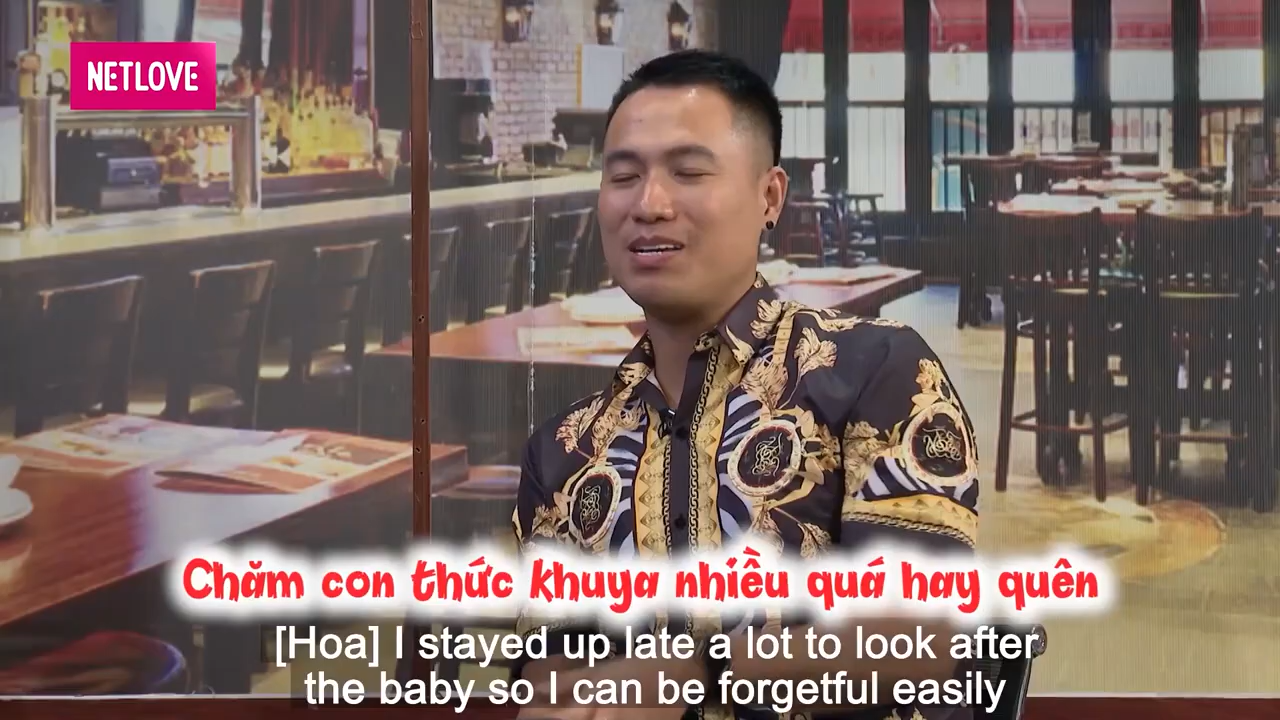 NETLOVE
Chăm con thức khuya nhiều quá hay quên
[Hoa] I stayed up late a lot to look after
the baby so I can be forgetful easily